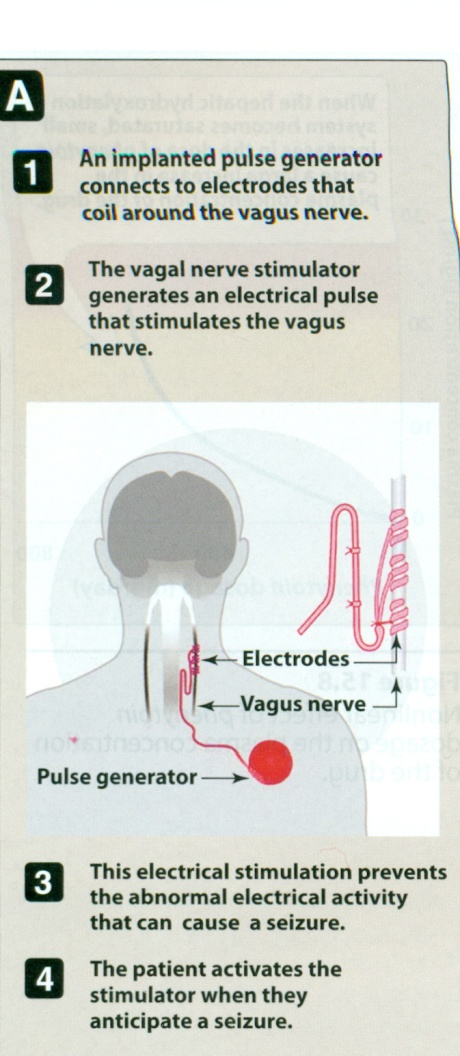 A
1
An implanted pulse generator
connects to electrodes that
coil around the vagus nerve.
2
The vagal nerve stimulator
generates an electrical pulse
that stimulates the vagus
nerve.
Electrodes
Vagus nerve
Pulse generator
3
This electrical stimulation prevents
the abnormal electrical activity
that can cause a seizure.
4
The patient activates the
stimulator when they
anticipate a seizure.